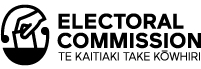 ELECTORAL
COMMISSION
TE KAITIAKI TAKE KŌWHIRI